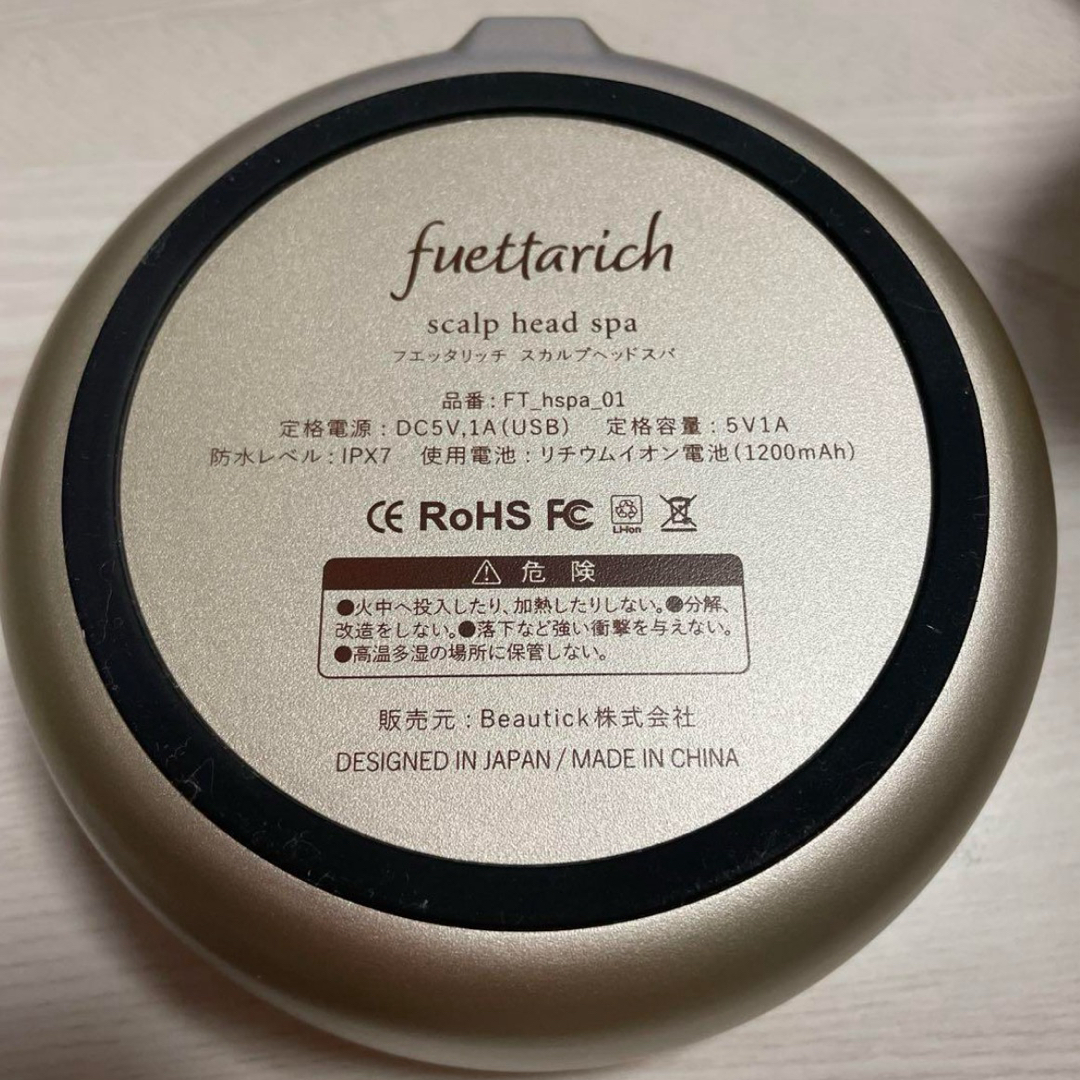 fuettarich
scalp head spa
フエッタリッチ スカルプヘッドスパ
品番:FT_hspa_01
定格電源:DC5V,1A(USB) 定格容量:5V1A
防水レベル:IPX7 使用電池:リチウムイオン電池(1200mAh)
CE RoHS FC Li-ion
⚠ 危険
●火中へ投入したり、加熱したりしない。●分解、
改造をしない。●落下など強い衝撃を与えない。
●高温多湿の場所に保管しない。
販売元:Beautick株式会社
DESIGNED IN JAPAN / MADE IN CHINA